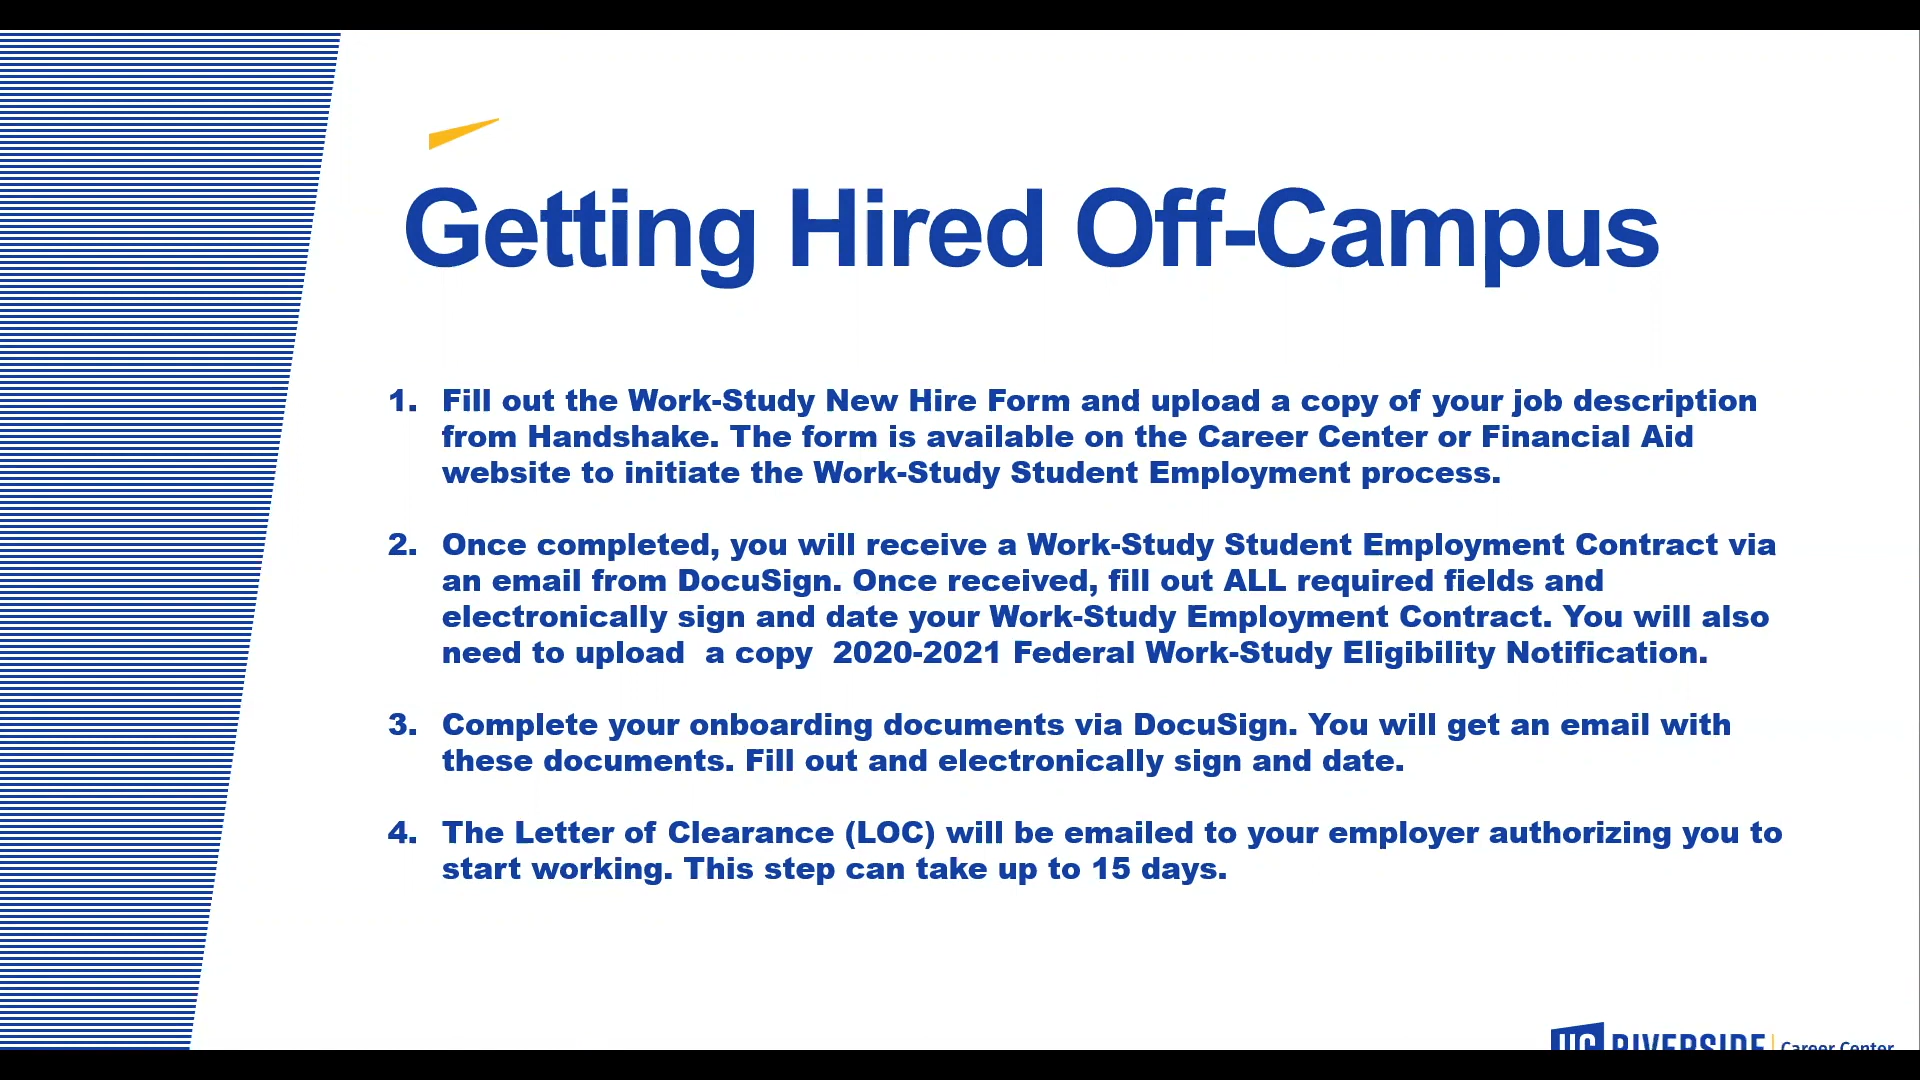 Getting Hired Off-Campus
1. Fill out the Work-Study New Hire Form and upload a copy of your job description
from Handshake. The form is available on the Career Center or Financial Aid
website to initiate the Work-Study Student Employment process.
2. Once completed, you will receive a Work-Study Student Employment Contract via
an email from DocuSign. Once received, fill out ALL required fields and
electronically sign and date your Work-Study Employment Contract. You will also
need to upload  a copy  2020-2021 Federal Work-Study Eligibility Notification.
3. Complete your onboarding documents via DocuSign. You will get an email with
these documents. Fill out and electronically sign and date.
4. The Letter of Clearance (LOC) will be emailed to your employer authorizing you to
start working. This step can take up to 15 days.
UC RIVERSIDE Career Center